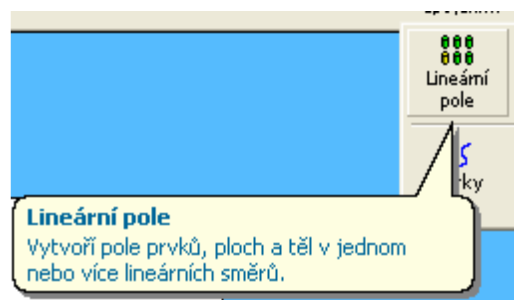 Lineární
pole
Lineární pole
Vytvoří pole prvků, ploch a těl v jednom
nebo více lineárních směrů.